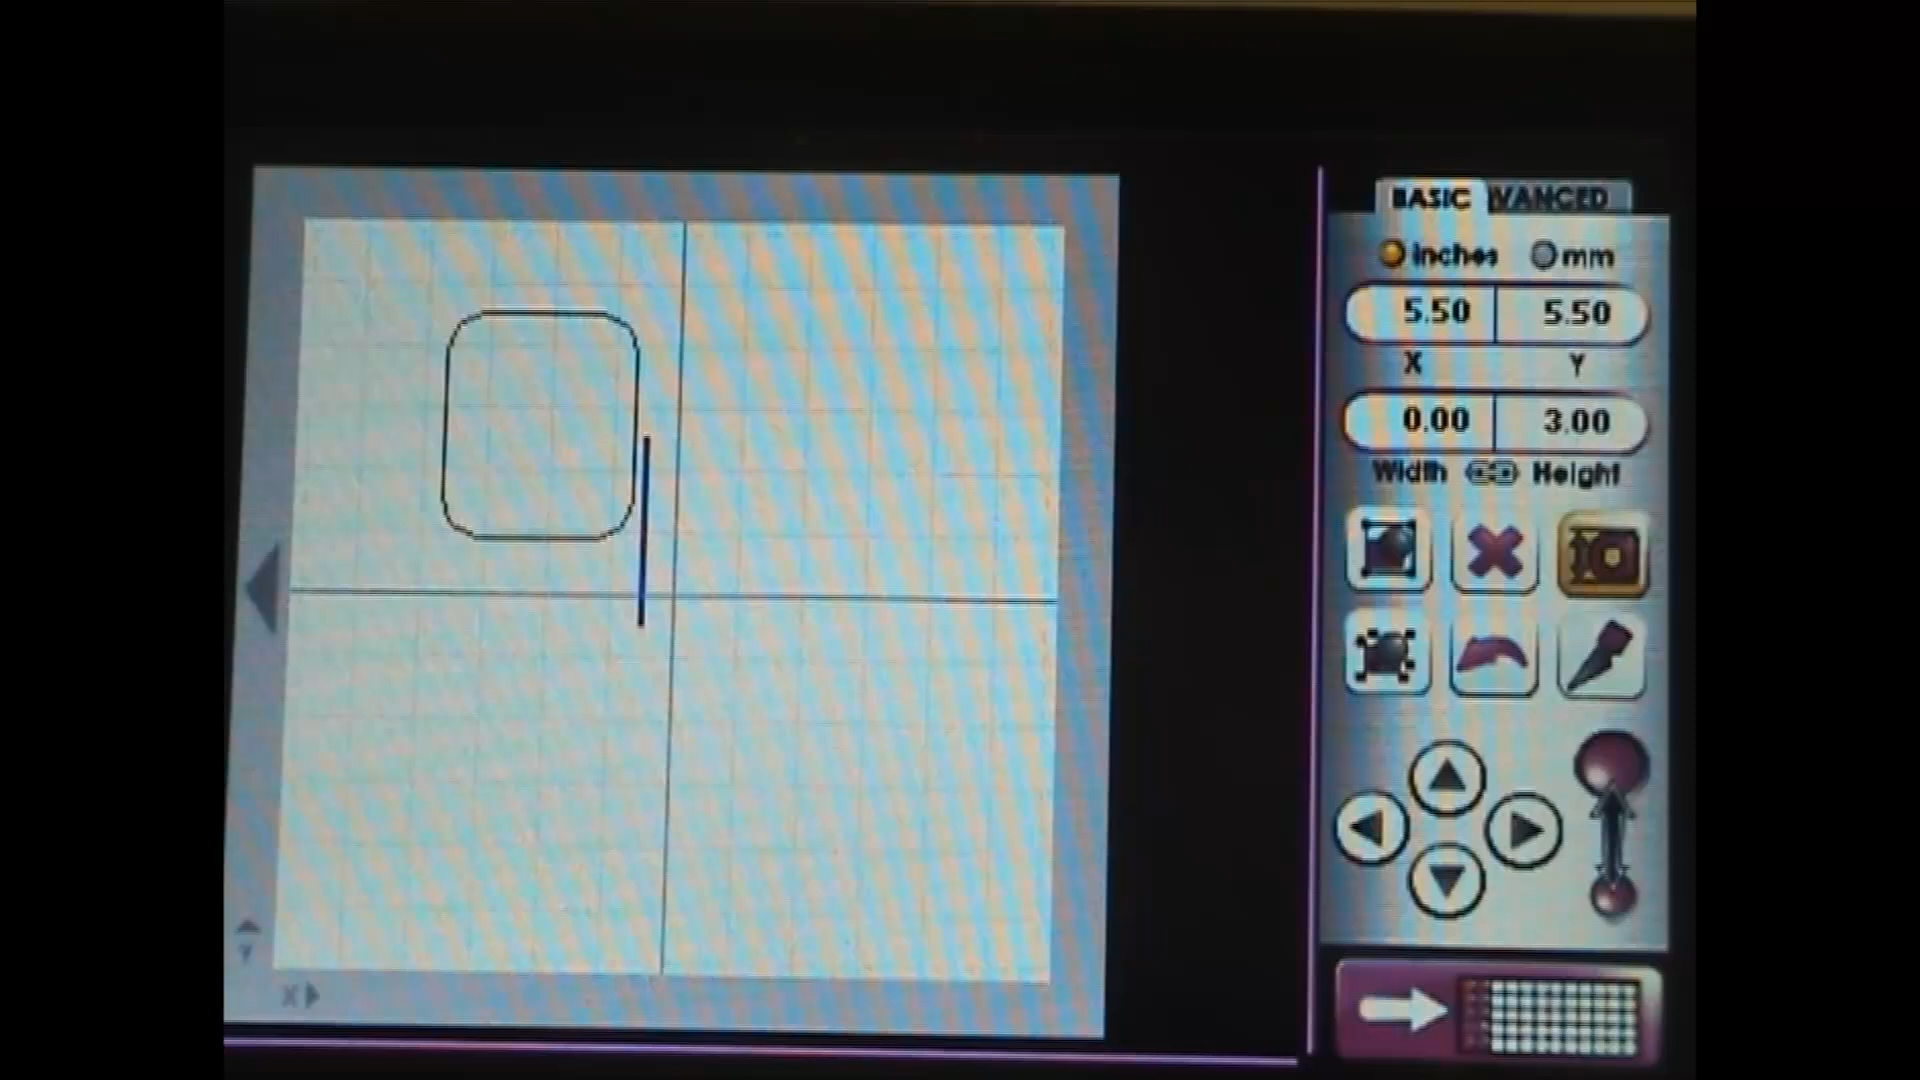 BASIC VANCED
inches mm
5.50 5.50
X Y
0.00 3.00
Width Height
Y
X